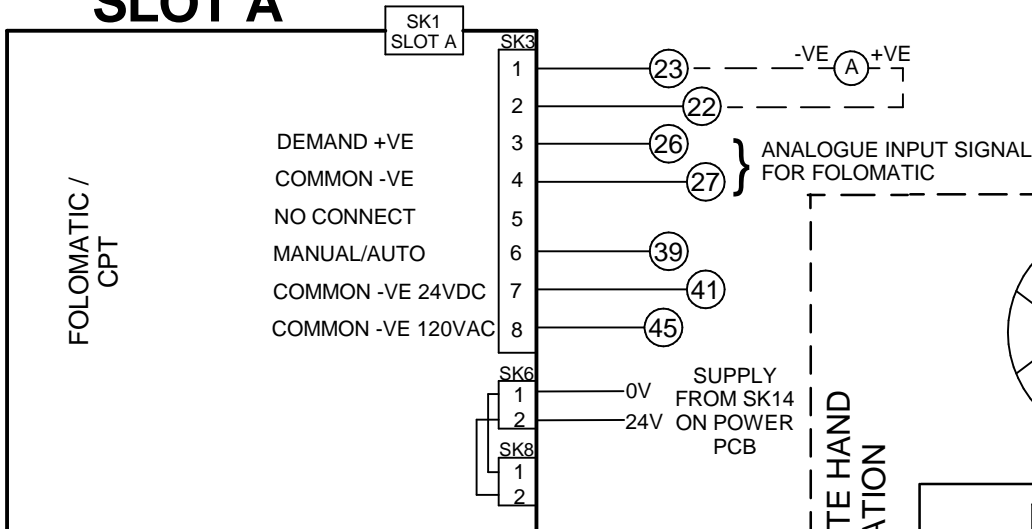 SLOT A
SK1
SLOT A
SK3
1
23
-VE
A
+VE
2
22
DEMAND +VE
3
26
ANALOGUE INPUT SIGNAL
FOR FOLOMATIC
COMMON -VE
4
27
NO CONNECT
5
MANUAL/AUTO
6
39
COMMON -VE 24VDC
7
41
COMMON -VE 120VAC
8
45
FOLOMATIC /
CPT
SK6
1
0V
2
24V
SUPPLY
FROM SK14
ON POWER
PCB
SK8
1
2
HAND